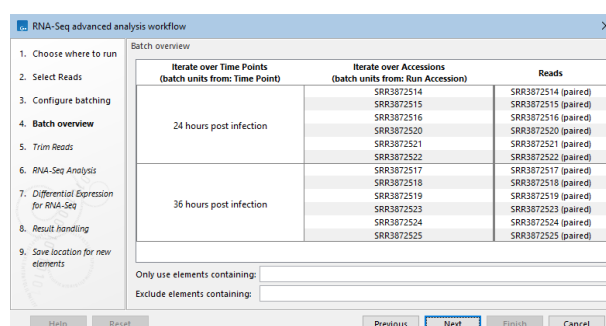 RNA-Seq advanced analysis workflow
1. Choose where to run
2. Select Reads
3. Configure batching
4. Batch overview
5. Trim Reads
6. RNA-Seq Analysis
7. Differential Expression
for RNA-Seq
8. Result handling
9. Save location for new
elements
Batch overview
Iterate over Time Points Iterate over Accessions Reads
(batch units from: Time Point) (batch units from: Run Accession)
24 hours post infection
SRR3872514 SRR3872514 (paired)
SRR3872515 SRR3872515 (paired)
SRR3872516 SRR3872516 (paired)
SRR3872520 SRR3872520 (paired)
SRR3872521 SRR3872521 (paired)
SRR3872522 SRR3872522 (paired)
36 hours post infection
SRR3872517 SRR3872517 (paired)
SRR3872518 SRR3872518 (paired)
SRR3872519 SRR3872519 (paired)
SRR3872523 SRR3872523 (paired)
SRR3872524 SRR3872524 (paired)
SRR3872525 SRR3872525 (paired)
Only use elements containing:
Exclude elements containing:
Help Reset Previous Next Finish Cancel